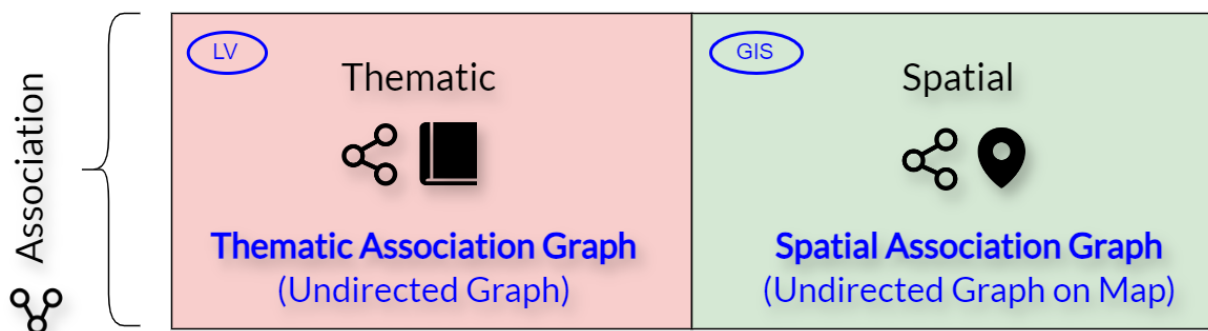 Association
LV
Thematic
Thematic Association Graph
(Undirected Graph)
GIS
Spatial
Spatial Association Graph
(Undirected Graph on Map)